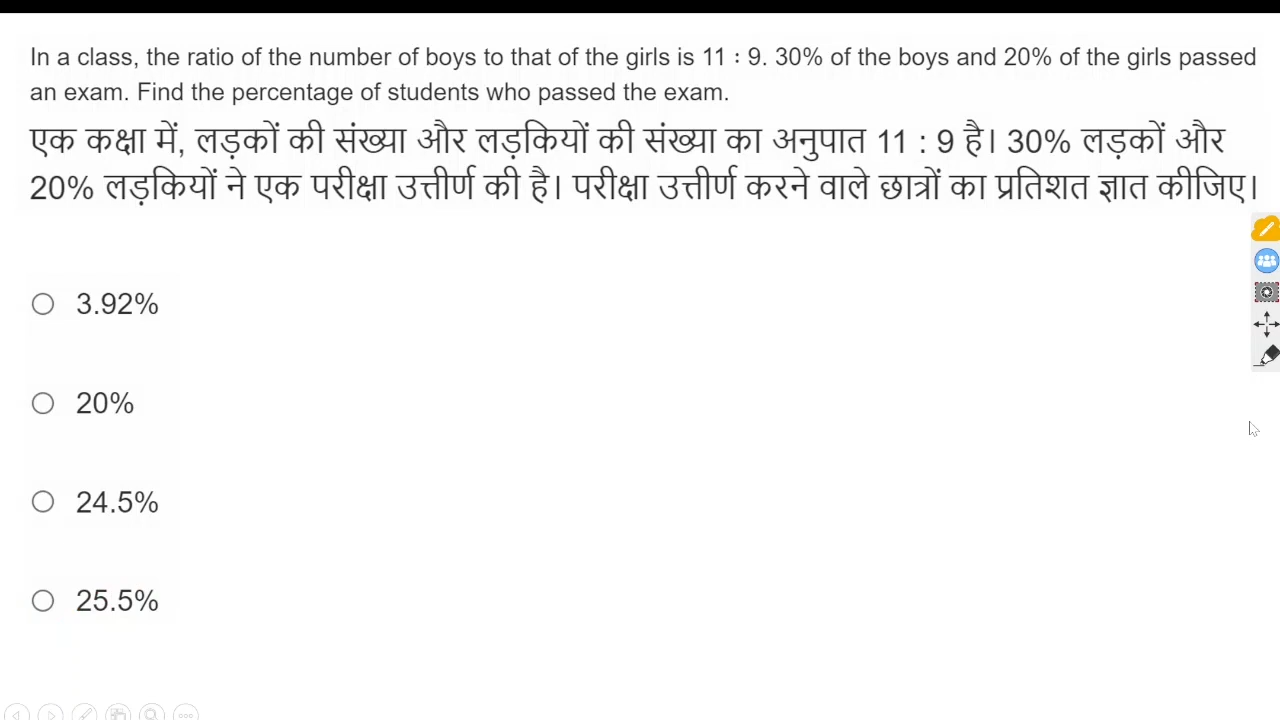 In a class, the ratio of the number of boys to that of the girls is 11 : 9. 30% of the boys and 20% of the girls passed
an exam. Find the percentage of students who passed the exam.
एक कक्षा में, लड़कों की संख्या और लड़कियों की संख्या का अनुपात 11 : 9 है। 30% लड़कों और
20% लड़कियों ने एक परीक्षा उत्तीर्ण की है। परीक्षा उत्तीर्ण करने वाले छात्रों का प्रतिशत ज्ञात कीजिए।
3.92%
20%
24.5%
25.5%